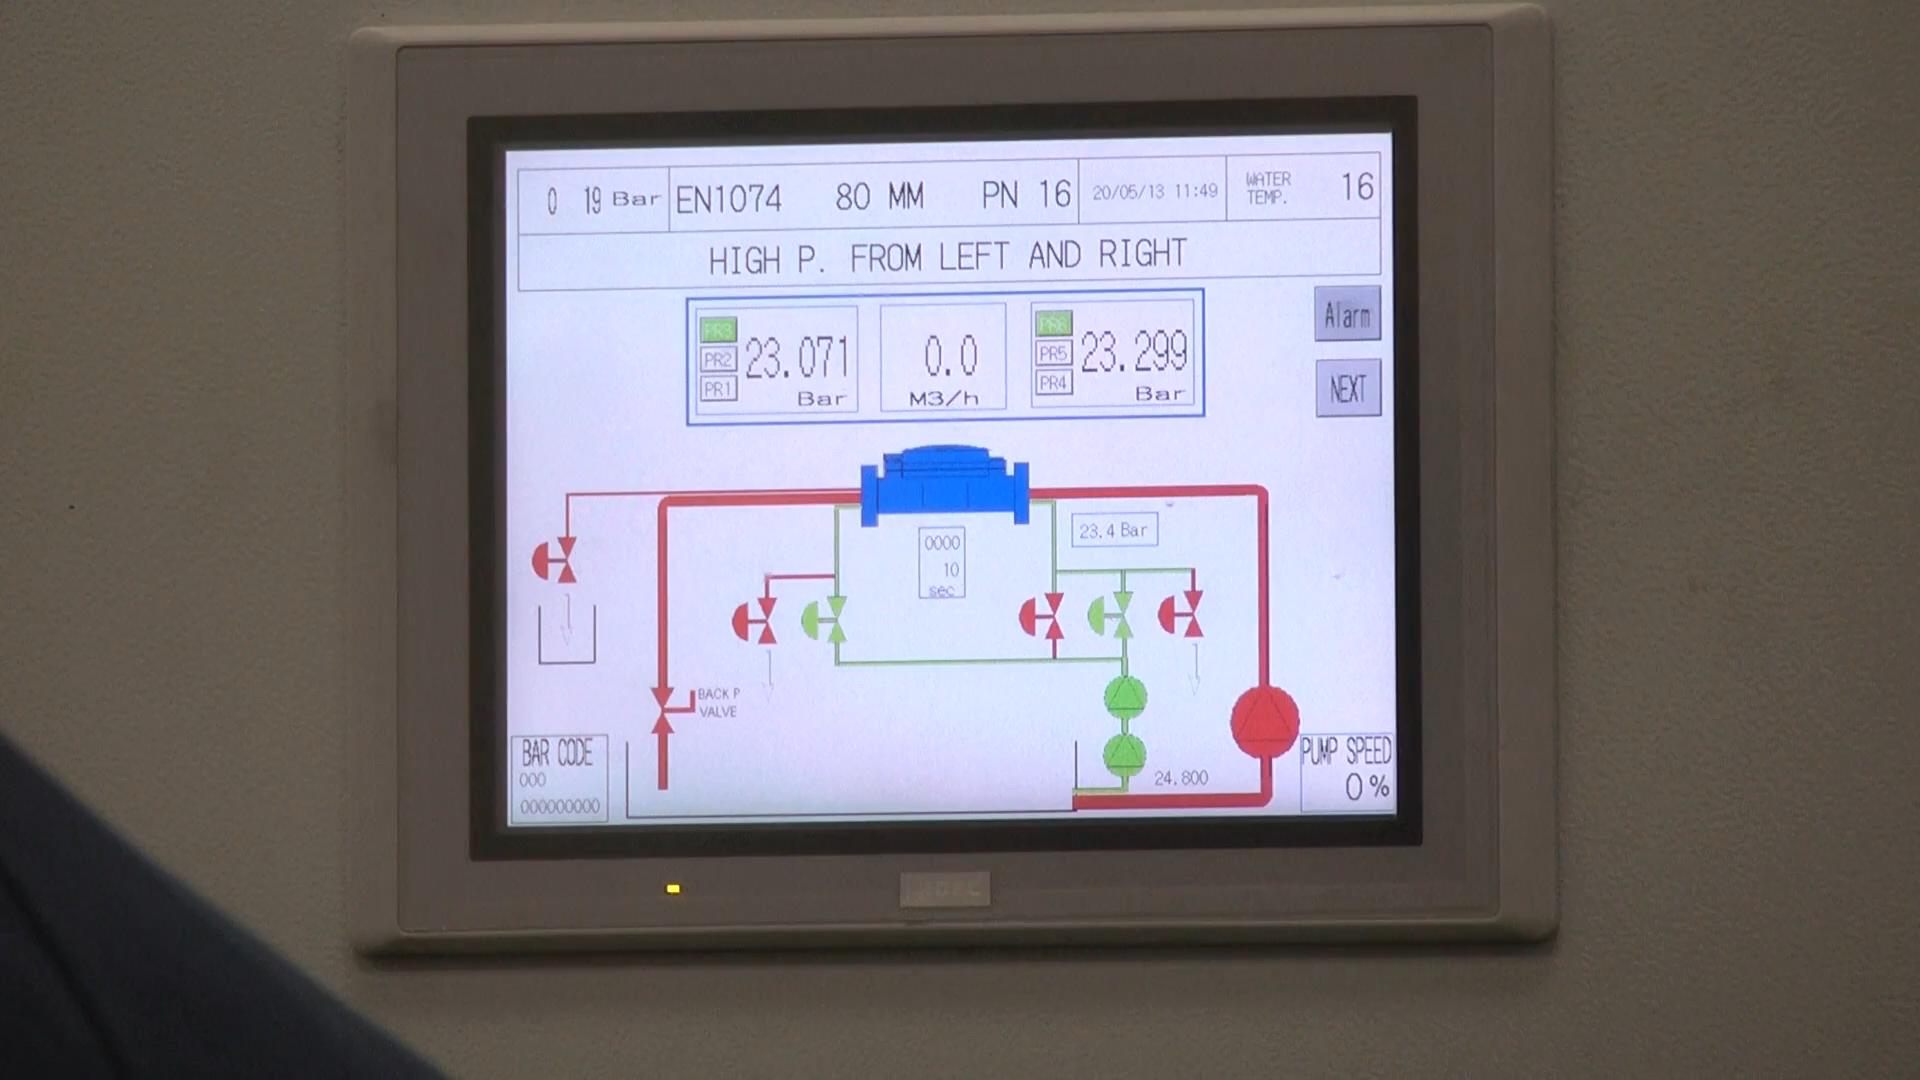 0 19 Bar EN1074 80 MM PN 16 20/05/13 11:49 WATER TEMP. 16
HIGH P. FROM LEFT AND RIGHT
PR3
PR2
PR1
23.071
Bar
0.0
M3/h
PR6
PR5
PR4
23.299
Bar
Alarm
NEXT
23.4 Bar
0000
10
sec
BACK P
VALVE
BAR CODE
000
000000000
24.800
PUMP SPEED
0 %